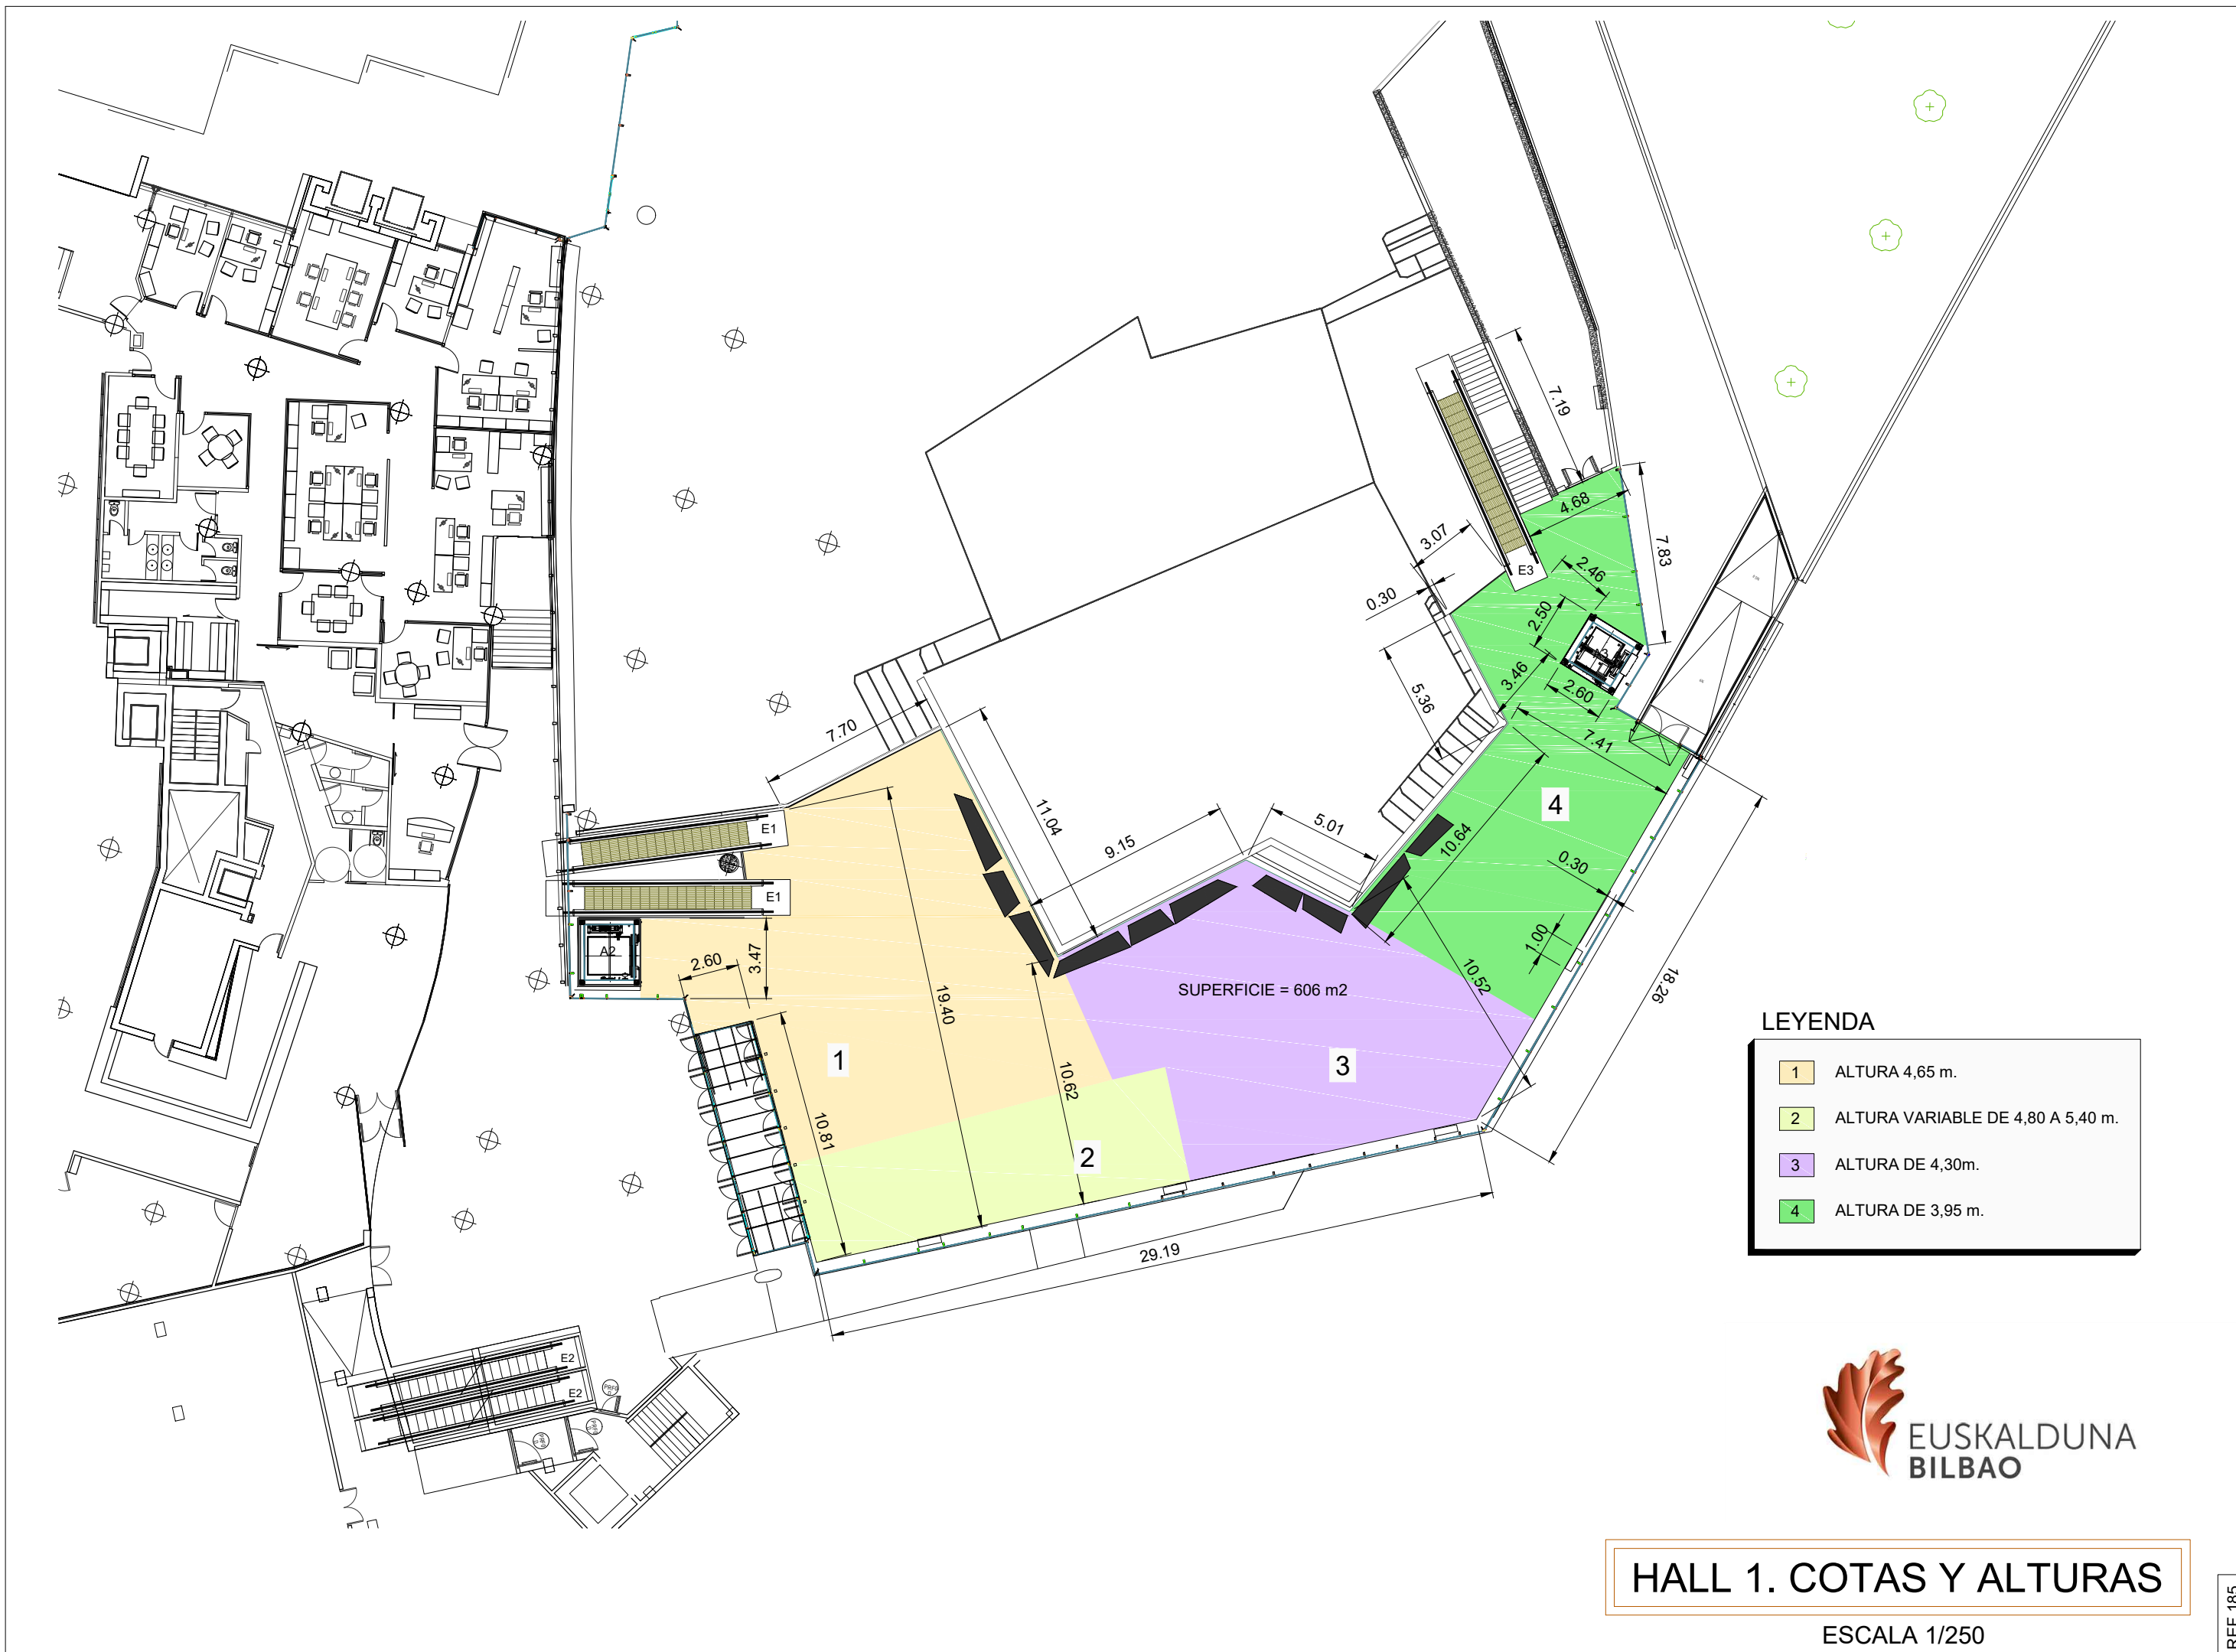 7.19
4.68
3.07
7.83
E3
2.46
0.30
2.50
A3
3.46
2.60
5.36
7.41
7.70
11.04
4
E1
5.01
10.64
9.15
0.30
E1
A2
3.47
2.60
1.00
10.52
18.26
SUPERFICIE = 606 m2
19.40
1
3
10.62
10.81
2
29.19
E2
E2
LEYENDA
1 ALTURA 4,65 m.
2 ALTURA VARIABLE DE 4,80 A 5,40 m.
3 ALTURA DE 4,30m.
4 ALTURA DE 3,95 m.
EUSKALDUNA
BILBAO
HALL 1. COTAS Y ALTURAS
ESCALA 1/250
REF 185